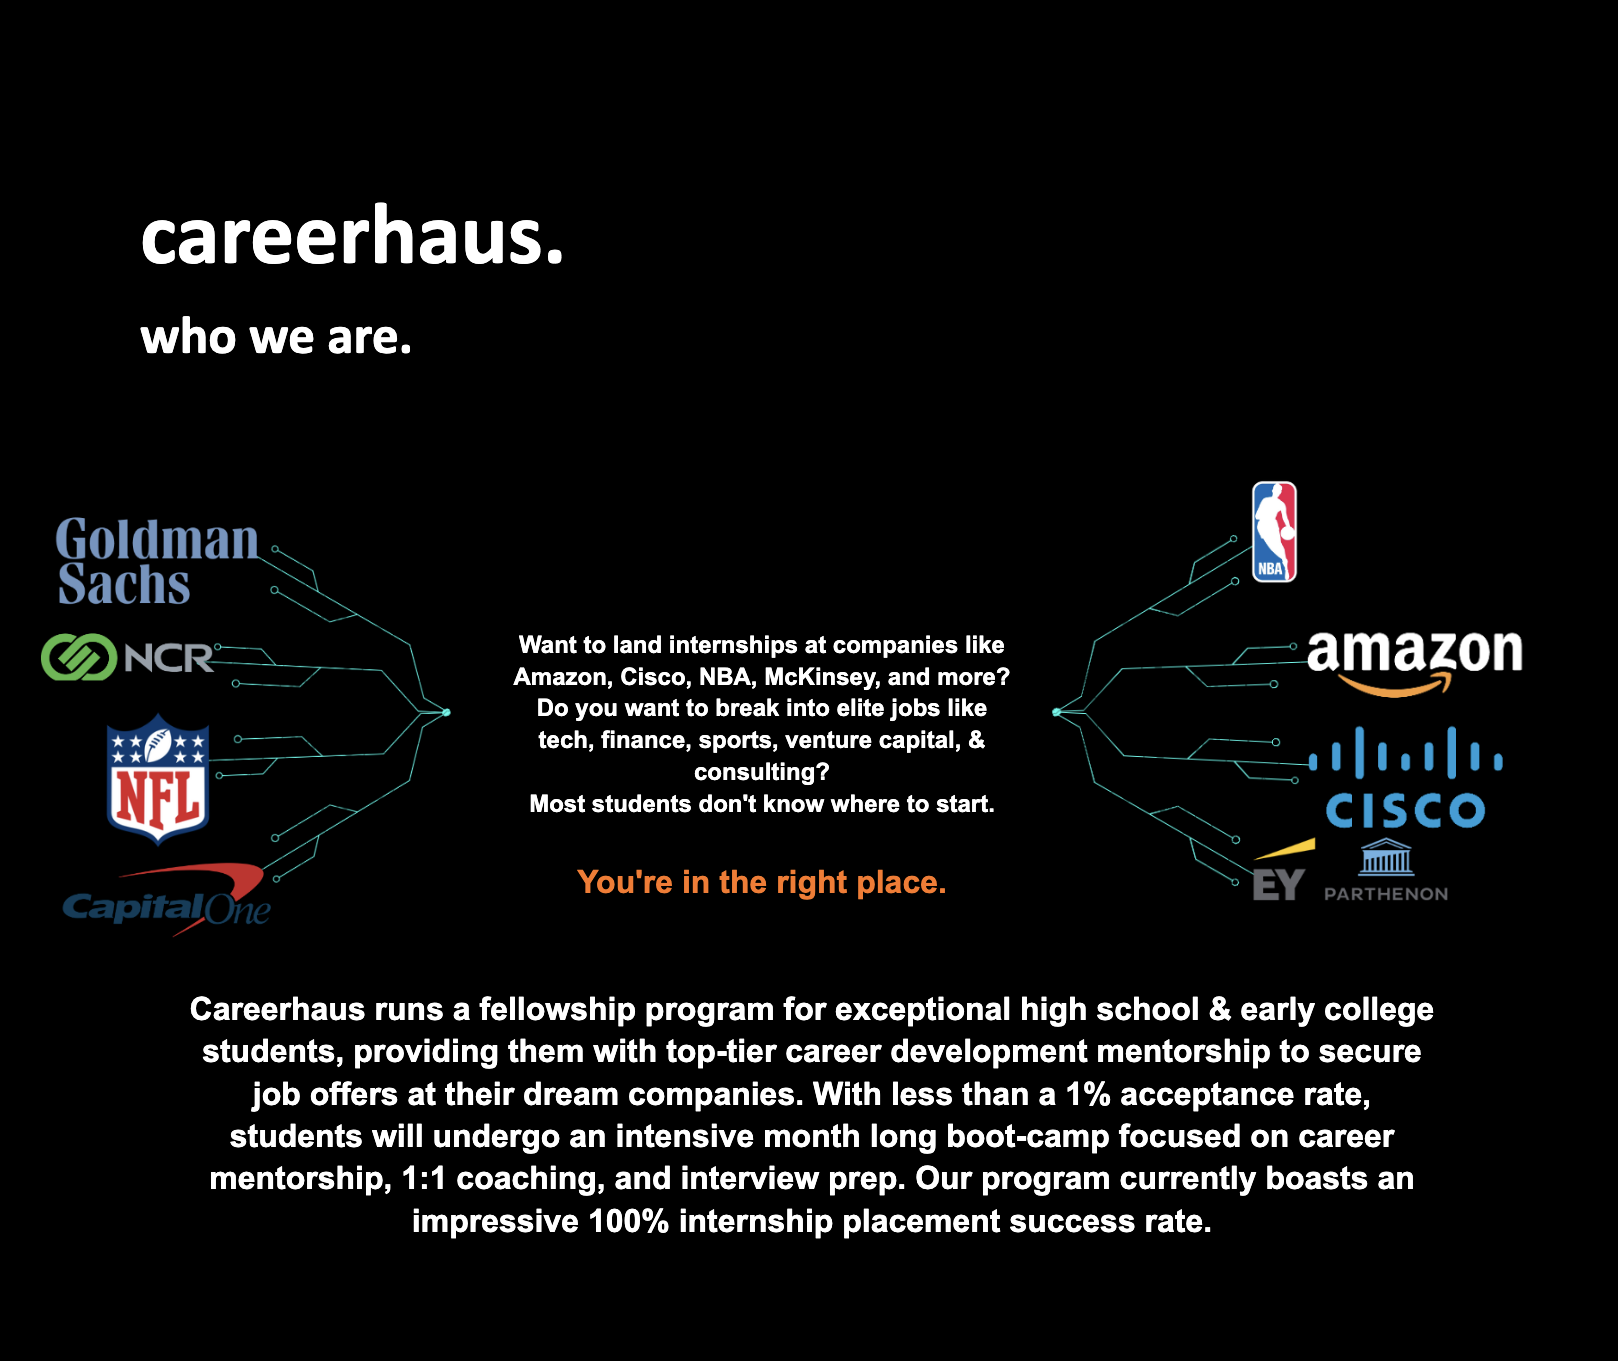 careerhaus.
who we are.
Goldman
Sachs
NCR
NFL
CapitalOne
Want to land internships at companies like
Amazon, Cisco, NBA, McKinsey, and more?
Do you want to break into elite jobs like
tech, finance, sports, venture capital, &
consulting?
Most students don't know where to start.
You're in the right place.
NBA
amazon
CISCO
EY PARTHENON
Careerhaus runs a fellowship program for exceptional high school & early college
students, providing them with top-tier career development mentorship to secure
job offers at their dream companies. With less than a 1% acceptance rate,
students will undergo an intensive month long boot-camp focused on career
mentorship, 1:1 coaching, and interview prep. Our program currently boasts an
impressive 100% internship placement success rate.